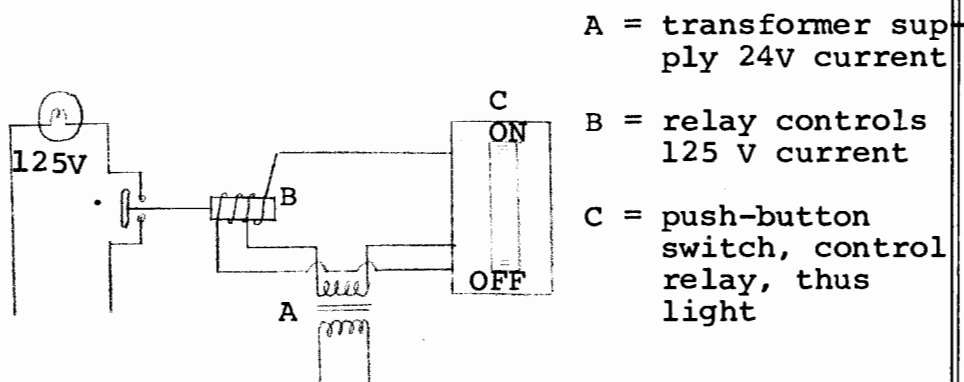 A = transformer sup-
ply 24V current
C
ON
B = relay controls
125 V current
125V
B
C = push-button
switch, control
relay, thus
light
OFF
A